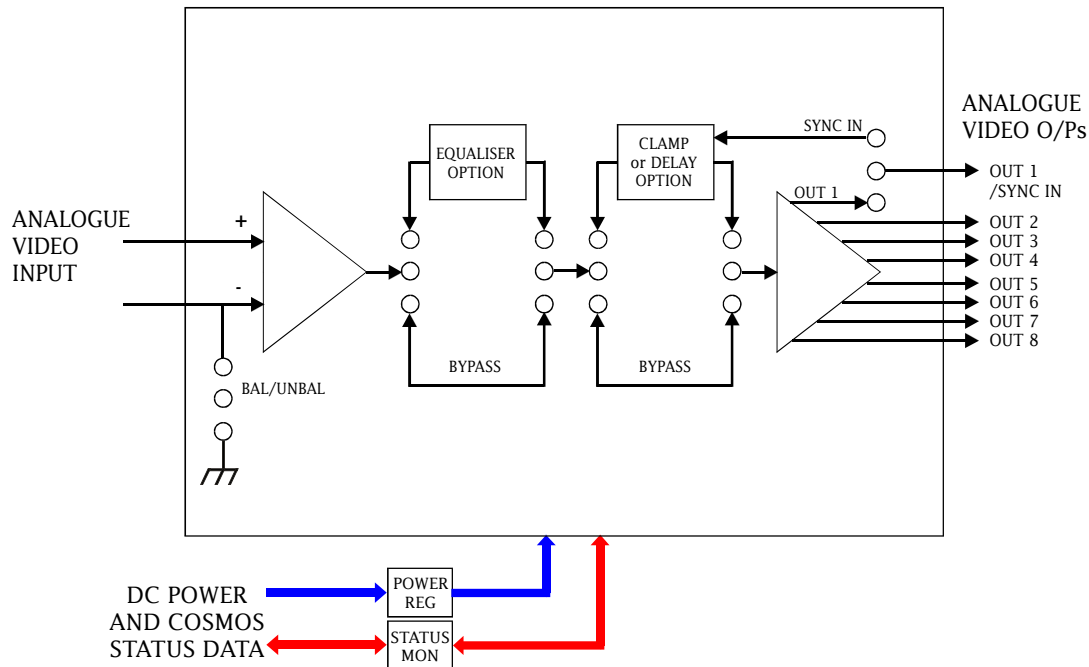 ANALOGUE
VIDEO
INPUT
+
-
BAL/UNBAL
EQUALISER
OPTION
BYPASS
CLAMP
or DELAY
OPTION
BYPASS
SYNC IN
OUT 1
ANALOGUE
VIDEO O/Ps
OUT 1
/SYNC IN
OUT 2
OUT 3
OUT 4
OUT 5
OUT 6
OUT 7
OUT 8
DC POWER
AND COSMOS
STATUS DATA
POWER
REG
STATUS
MON